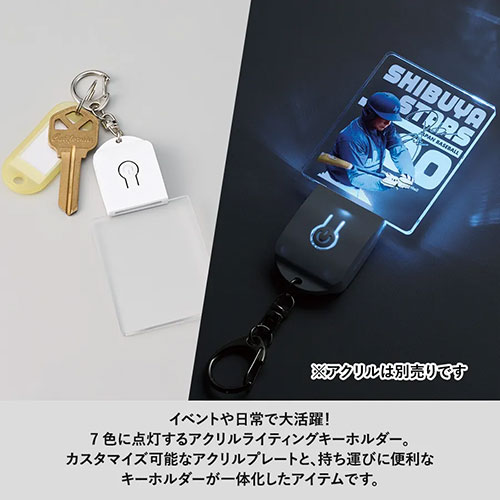 SHIBUYA
STARS
JAPAN BASEBALL
10
※アクリルは別売りです
イベントや日常で大活躍！
7色に点灯するアクリルライティングキーホルダー。
カスタマイズ可能なアクリルプレートと、持ち運びに便利な
キーホルダーが一体化したアイテムです。